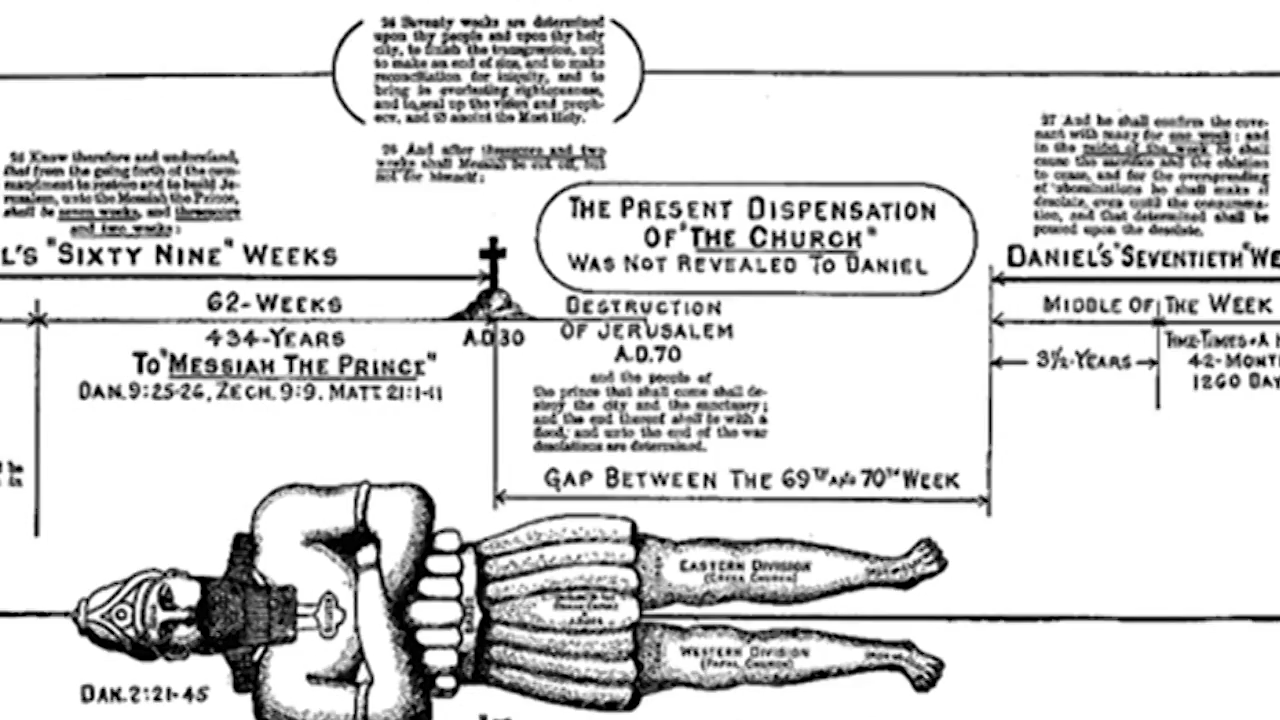 24 Seventy weeks are determined
upon thy people and upon thy holy
city, to finish the transgression, and
to make an end of sins, and to make
reconciliation for iniquity, and to
bring in everlasting righteousness,
and to seal up the vision and proph-
ecy, and to anoint the Most Holy.
26 And after threescore and two
weeks shall Messiah be cut off, but
not for himself:
25 Know therefore and understand,
that from the going forth of the com-
mandment to restore and to build Je-
rusalem, unto the Messiah the Prince,
shall be seven weeks, and threescore
and two weeks:
L'S "SIXTY NINE" WEEKS
62-WEEKS
434-YEARS
TO "MESSIAH THE PRINCE"
DAN. 9:25-26, ZECH. 9:9. MATT 21:1-11
A.D.30
THE PRESENT DISPENSATION
OF "THE CHURCH"
WAS NOT REVEALED TO DANIEL
DESTRUCTION
OF JERUSALEM
A.D.70
and the people of
the prince that shall come shall de-
stroy the city and the sanctuary;
and the end thereof shall be with a
flood, and unto the end of the war
desolations are determined.
GAP BETWEEN THE 69TH AND 70TH WEEK
27 And he shall confirm the cove-
nant with many for one week: and
in the midst of the week he shall
cause the sacrifice and the oblation
to cease, and for the overspreading
of abominations he shall make it
desolate, even until the consumma-
tion, and that determined shall be
poured upon the desolate.
DANIEL'S "SEVENTIETH" WE
MIDDLE OF THE WEEK
3½-YEARS
TIME-TIMES-&
42-MONT
1260 DAY
EASTERN DIVISION
(GREEK CHURCH)
WESTERN DIVISION
(PAPAL CHURCH)
DAN. 2:21-45